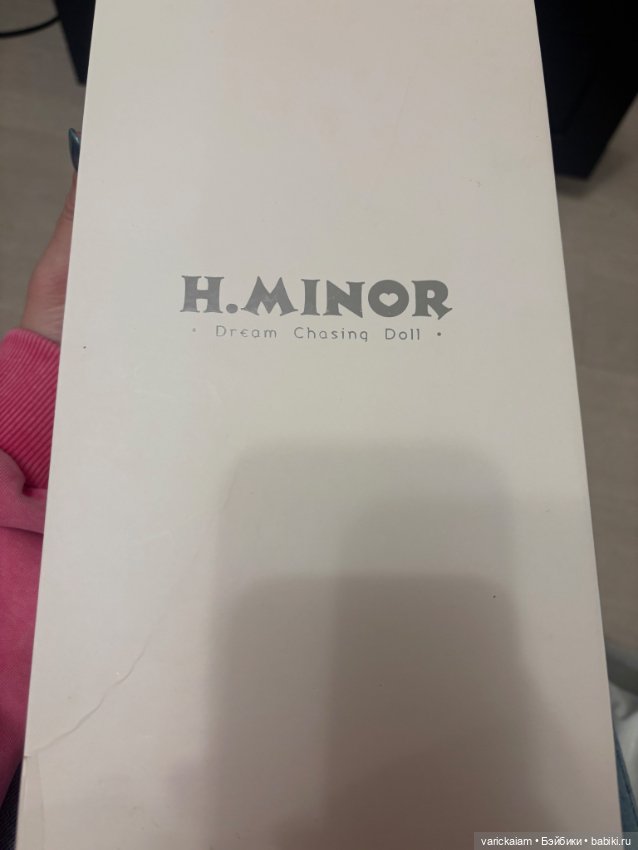 H.MINOR
• Dream Chasing Doll •
varickaiam • Бэйбики • babiki.ru